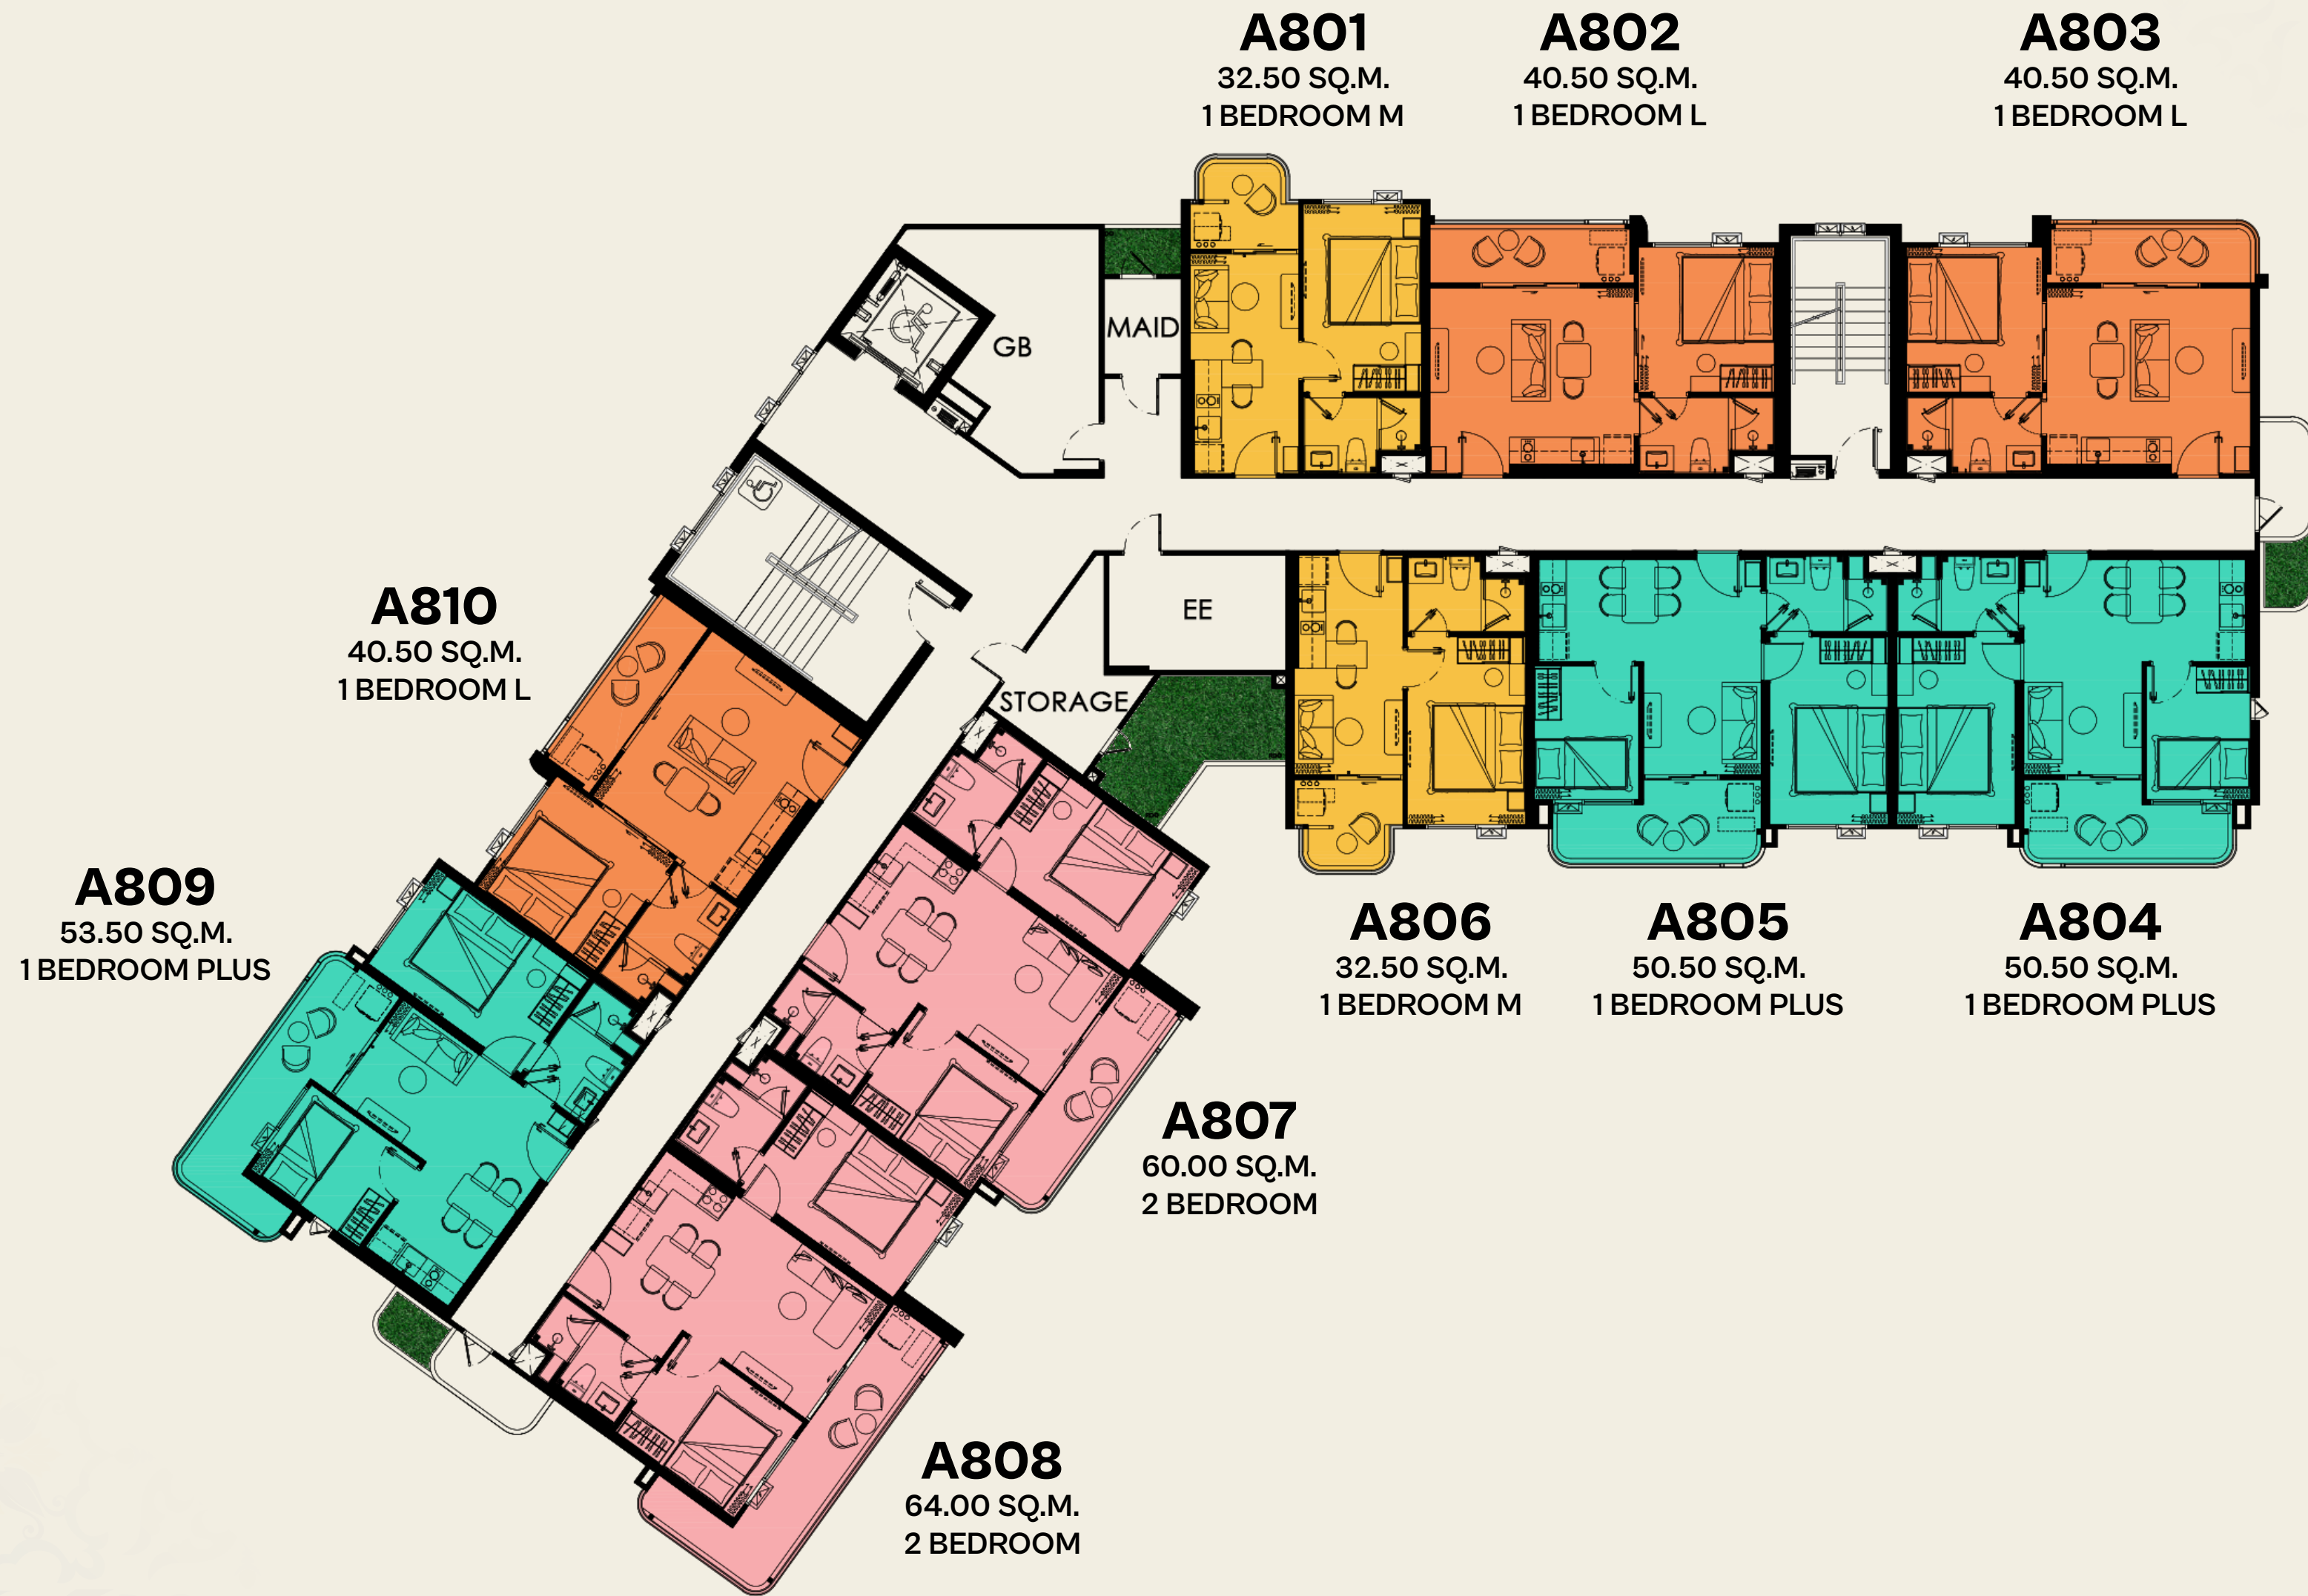 A801
32.50 SQ.M.
1 BEDROOM M
A802
40.50 SQ.M.
1 BEDROOM L
A803
40.50 SQ.M.
1 BEDROOM L
GB
MAID
EE
STORAGE
A810
40.50 SQ.M.
1 BEDROOM L
A809
53.50 SQ.M.
1 BEDROOM PLUS
A806
32.50 SQ.M.
1 BEDROOM M
A805
50.50 SQ.M.
1 BEDROOM PLUS
A804
50.50 SQ.M.
1 BEDROOM PLUS
A807
60.00 SQ.M.
2 BEDROOM
A808
64.00 SQ.M.
2 BEDROOM